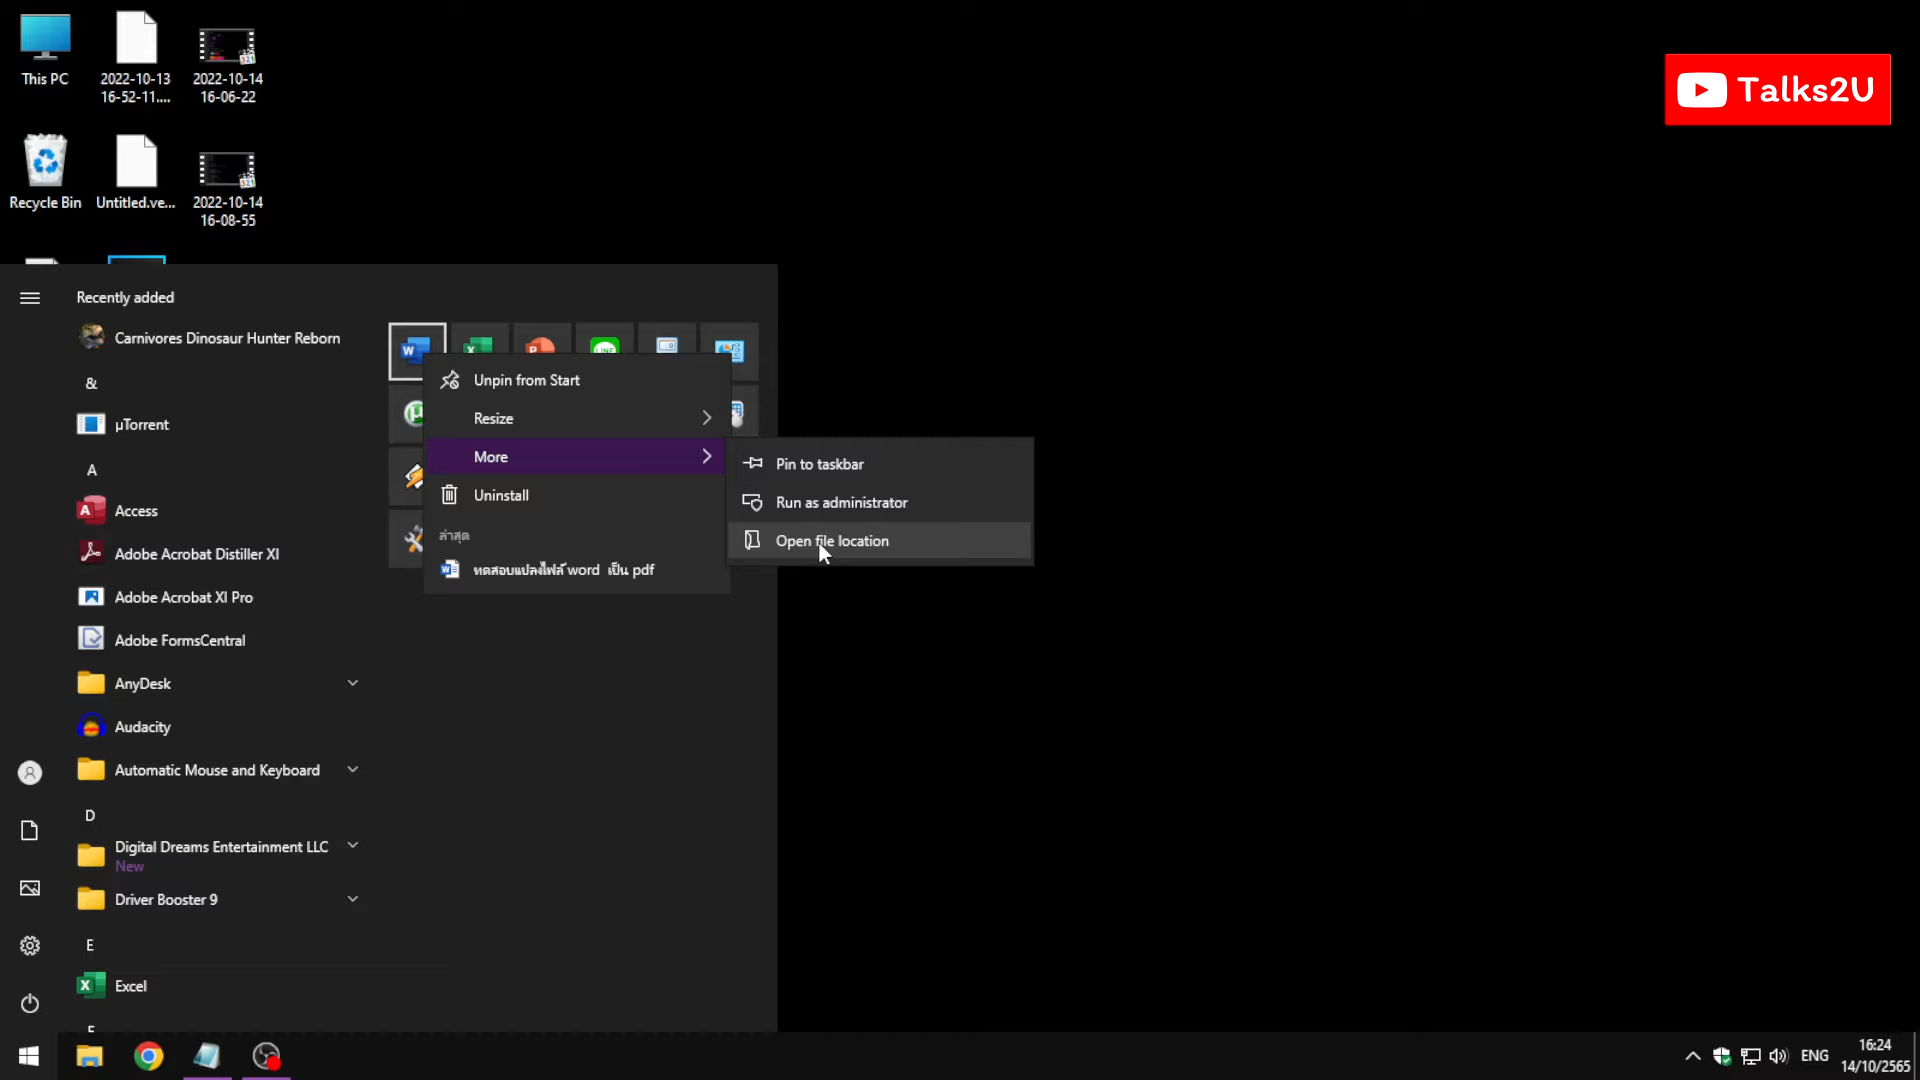 This PC
2022-10-13
16-52-11....
2022-10-14
16-06-22
Talks2U
Recycle Bin
Untitled.ve...
2022-10-14
16-08-55
Recently added
Carnivores Dinosaur Hunter Reborn
&
µTorrent
A
Access
Adobe Acrobat Distiller XI
Adobe Acrobat XI Pro
Adobe FormsCentral
AnyDesk
Audacity
Automatic Mouse and Keyboard
D
Digital Dreams Entertainment LLC
New
Driver Booster 9
E
Excel
Unpin from Start
Resize
More
Uninstall
ล่าสุด
ทดสอบแปลงไฟล์ word เป็น pdf
Pin to taskbar
Run as administrator
Open file location
ENG
16:24
14/10/2565